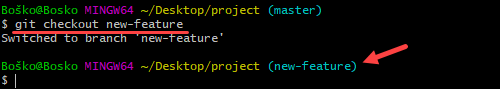 Boško@Bosko MINGW64 ~/Desktop/project (master)
$ git checkout new-feature
Switched to branch 'new-feature'
Boško@Bosko MINGW64 ~/Desktop/project (new-feature)
$